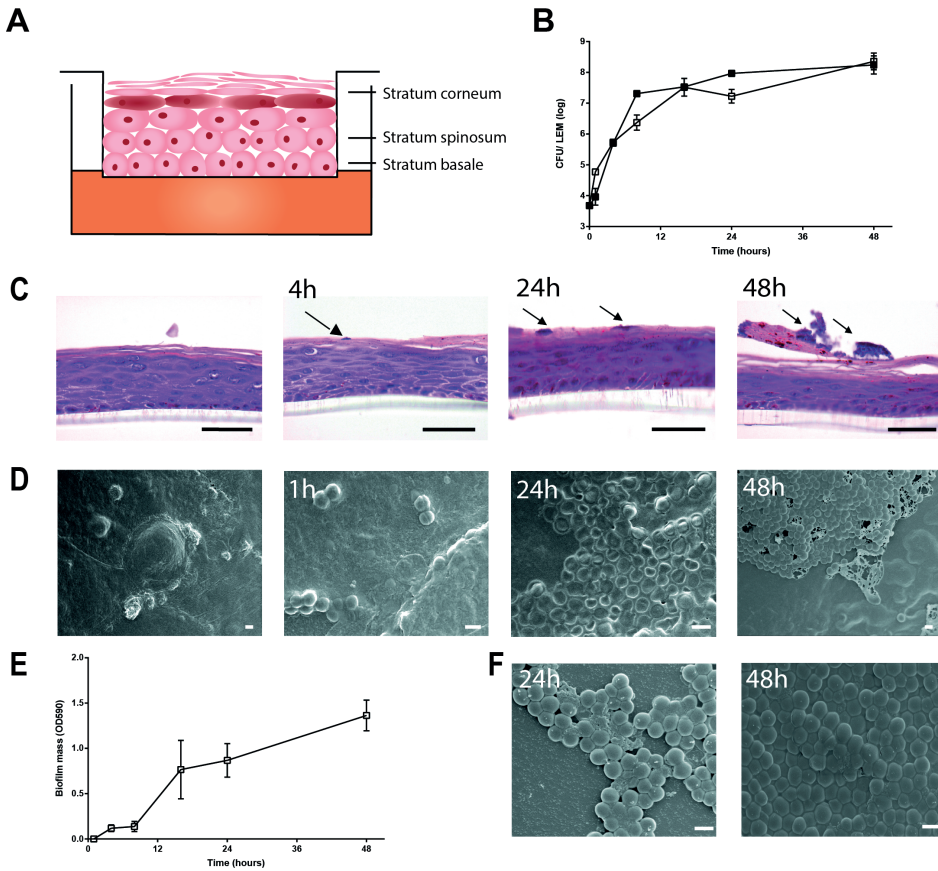 A
Stratum corneum
Stratum spinosum
Stratum basale
B
CFU/ LEM (log)
9
8
7
6
5
4
3
0 12 24 36 48
Time (hours)
C
4h
24h
48h
D
1h
24h
48h
E
Biofilm mass (OD590)
2.0
1.5
1.0
0.5
0.0
0 12 24 36 48
Time (hours)
F
24h
48h